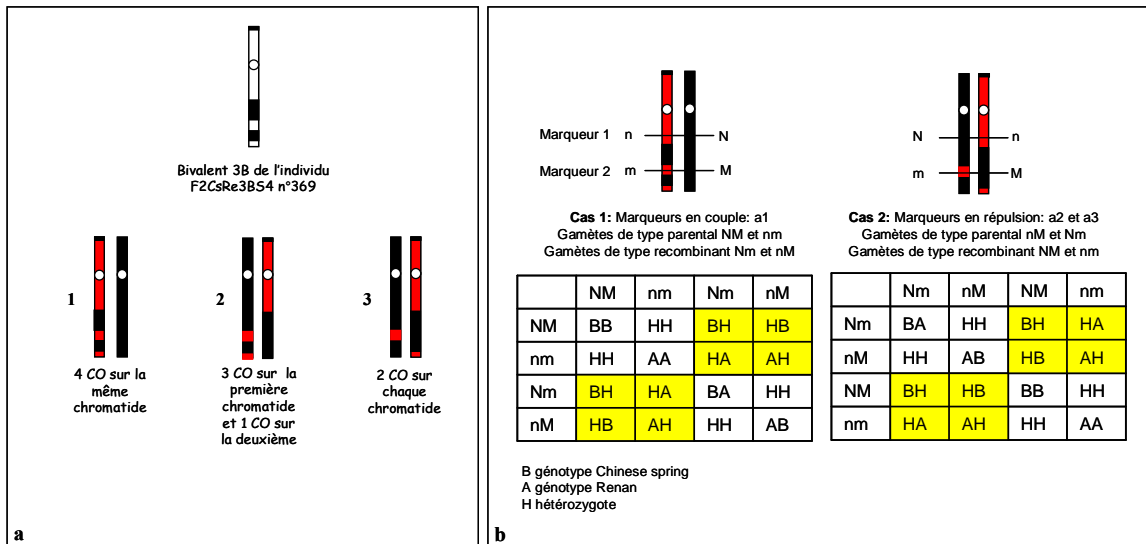 Bivalent 3B de l'individu
F2CsRe3BS4 n°369
1
2
3
4 CO sur la
même
chromatide
3 CO sur la
première
chromatide
et 1 CO sur
la deuxième
2 CO sur
chaque
chromatide
a
Marqueur 1 n N
Marqueur 2 m M
N n
m M
Cas 1: Marqueurs en couple: a1
Gamètes de type parental NM et nm
Gamètes de type recombinant Nm et nM
NM nm Nm nM
NM BB HH BH HB
nm HH AA HA AH
Nm BH HA BA HH
nM HB AH HH AB
Cas 2: Marqueurs en répulsion: a2 et a3
Gamètes de type parental nM et Nm
Gamètes de type recombinant NM et nm
Nm nM NM nm
Nm BA HH BH HA
nM HH AB HB AH
NM BH HB BB HH
nm HA AH HH AA
B génotype Chinese spring
A génotype Renan
H hétérozygote
b